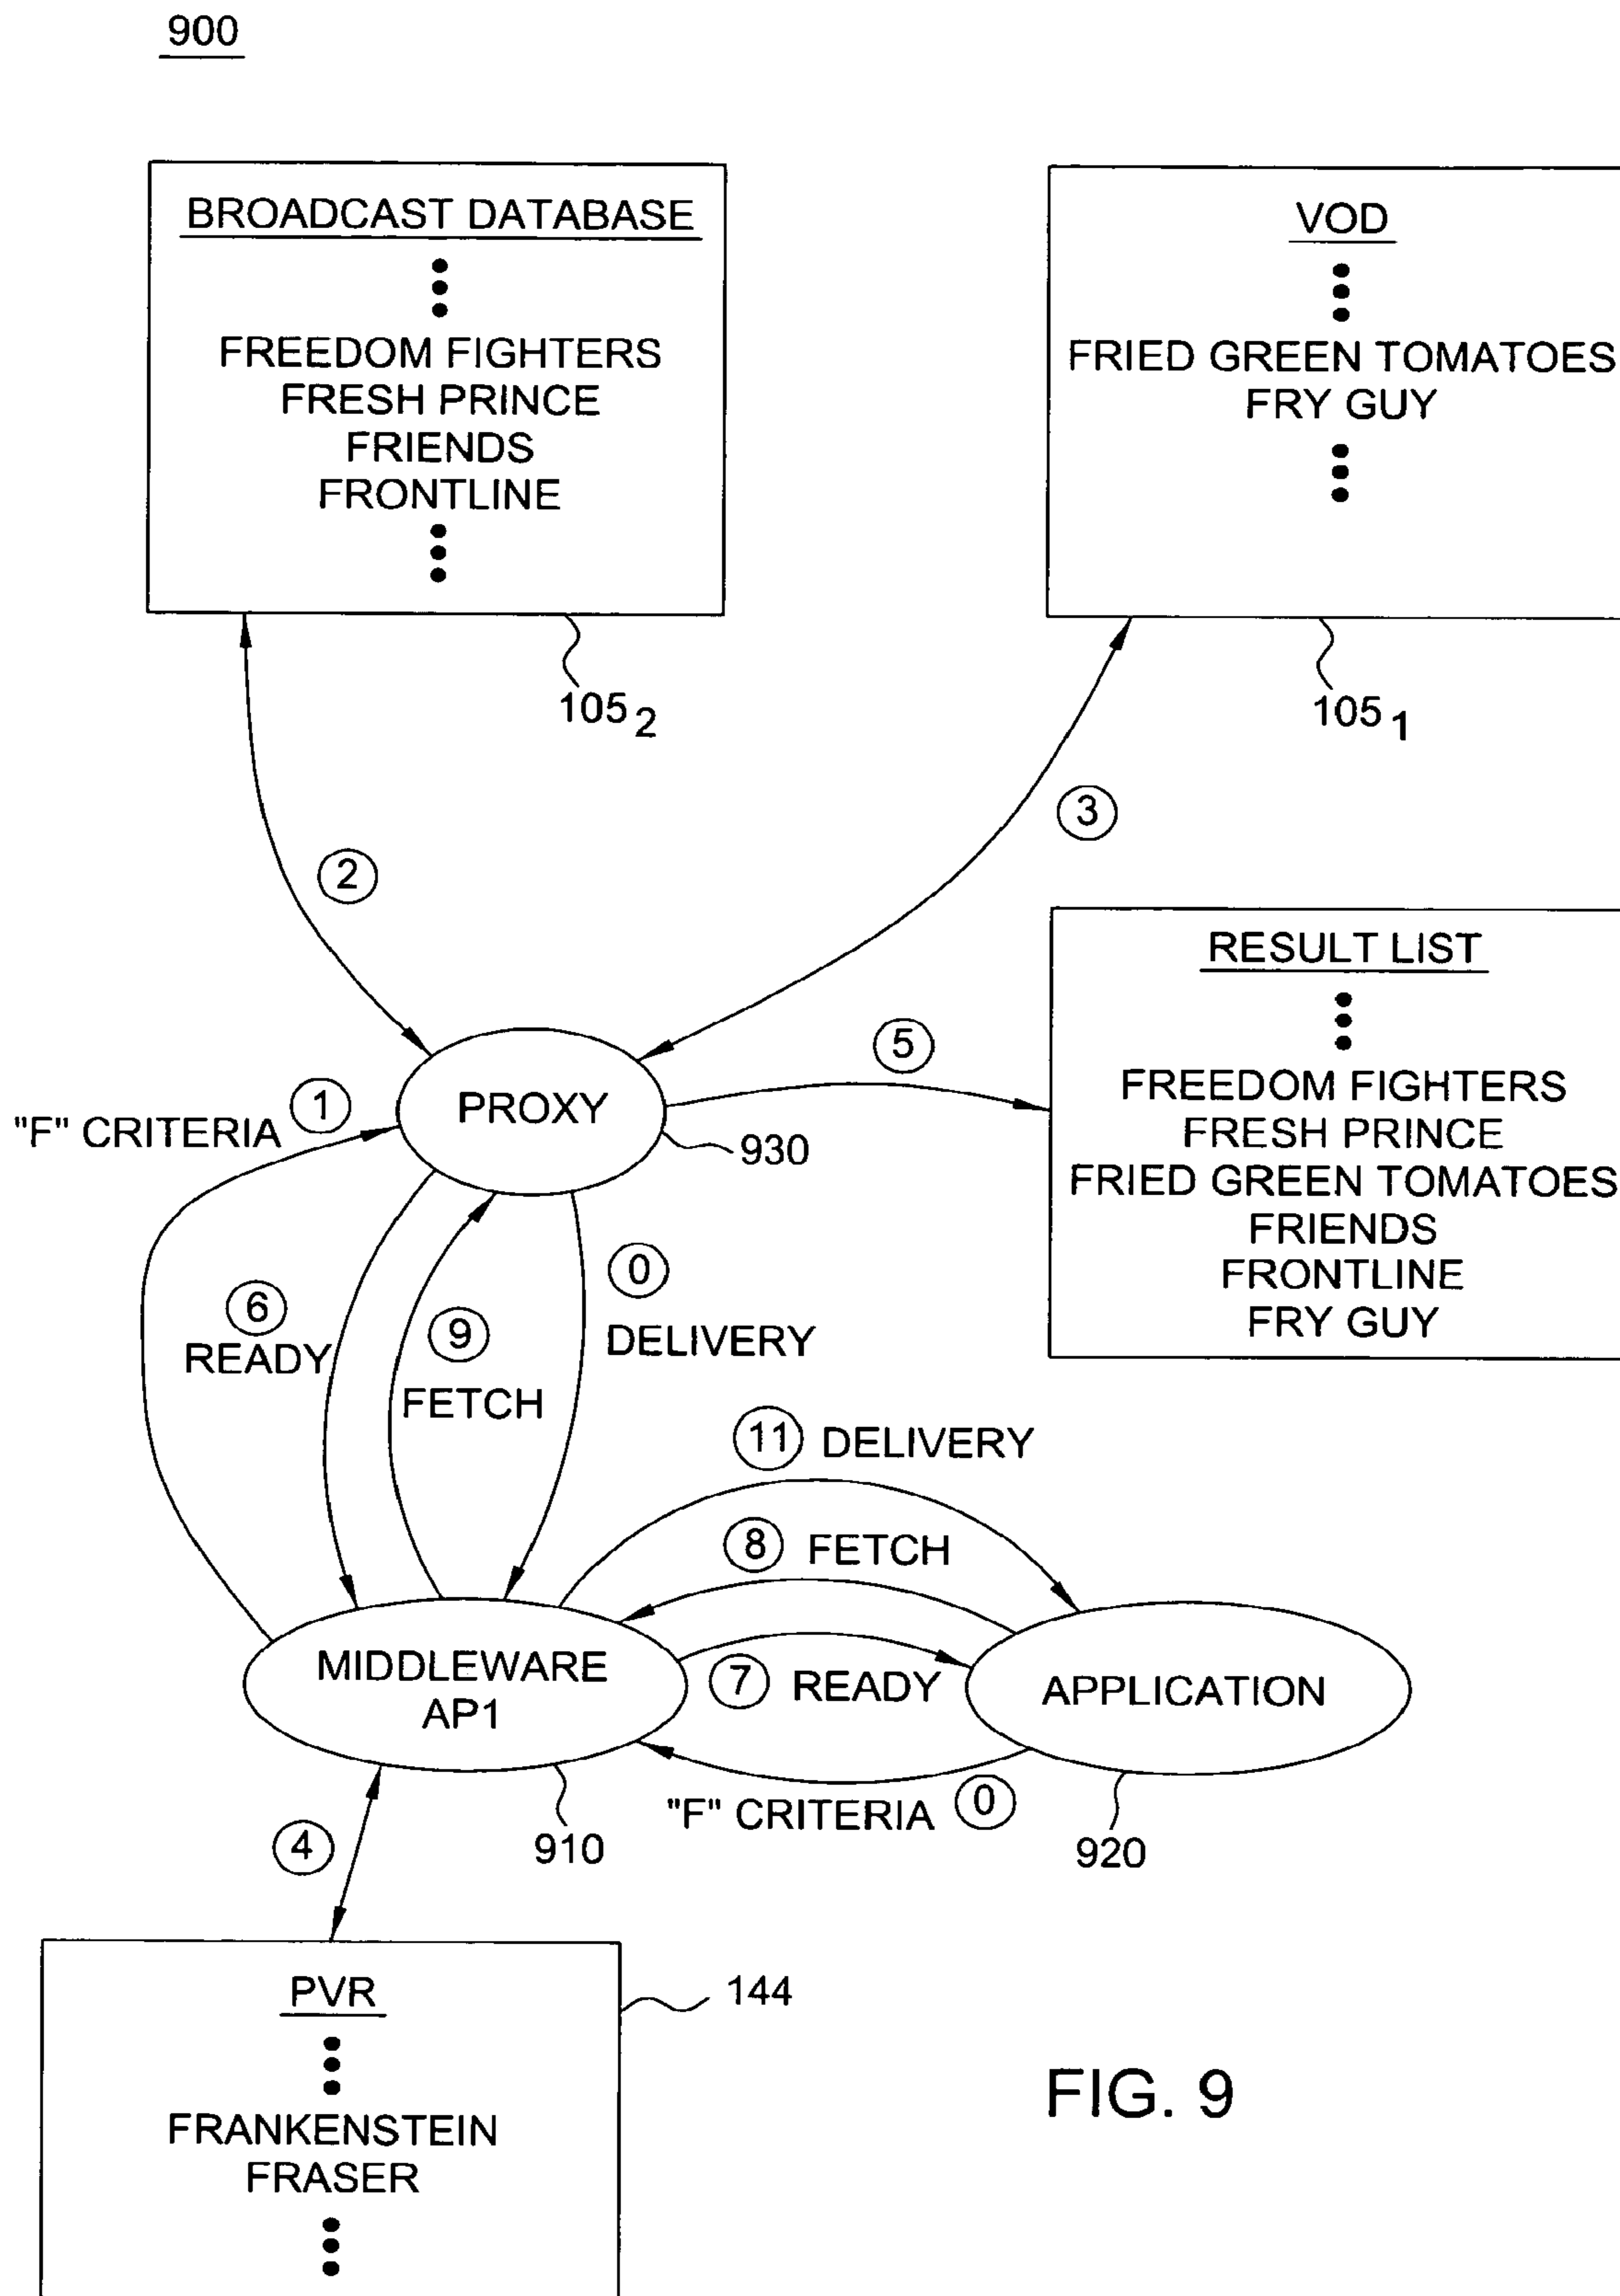 900
BROADCAST DATABASE
FREEDOM FIGHTERS
FRESH PRINCE
FRIENDS
FRONTLINE
105 2
VOD
FRIED GREEN TOMATOES
FRY GUY
105 1
2
3
RESULT LIST
FREEDOM FIGHTERS
FRESH PRINCE
FRIED GREEN TOMATOES
FRIENDS
FRONTLINE
FRY GUY
5
1
"F" CRITERIA
PROXY
930
6
READY
9
FETCH
0
DELIVERY
11 DELIVERY
8 FETCH
7 READY
MIDDLEWARE
AP1
APPLICATION
"F" CRITERIA 0
910
920
4
PVR
FRANKENSTEIN
FRASER
144
FIG. 9